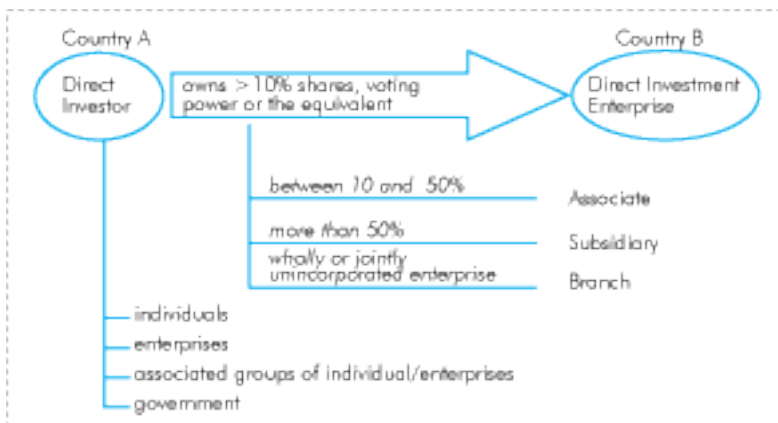 Country A
Country B
Direct
Investor
owns > 10% shares, voting
power or the equivalent
Direct Investment
Enterprise
between 10 and 50%
Associate
more than 50%
Subsidiary
wholly or jointly
unincorporated enterprise
Branch
individuals
enterprises
associated groups of individual/enterprises
government